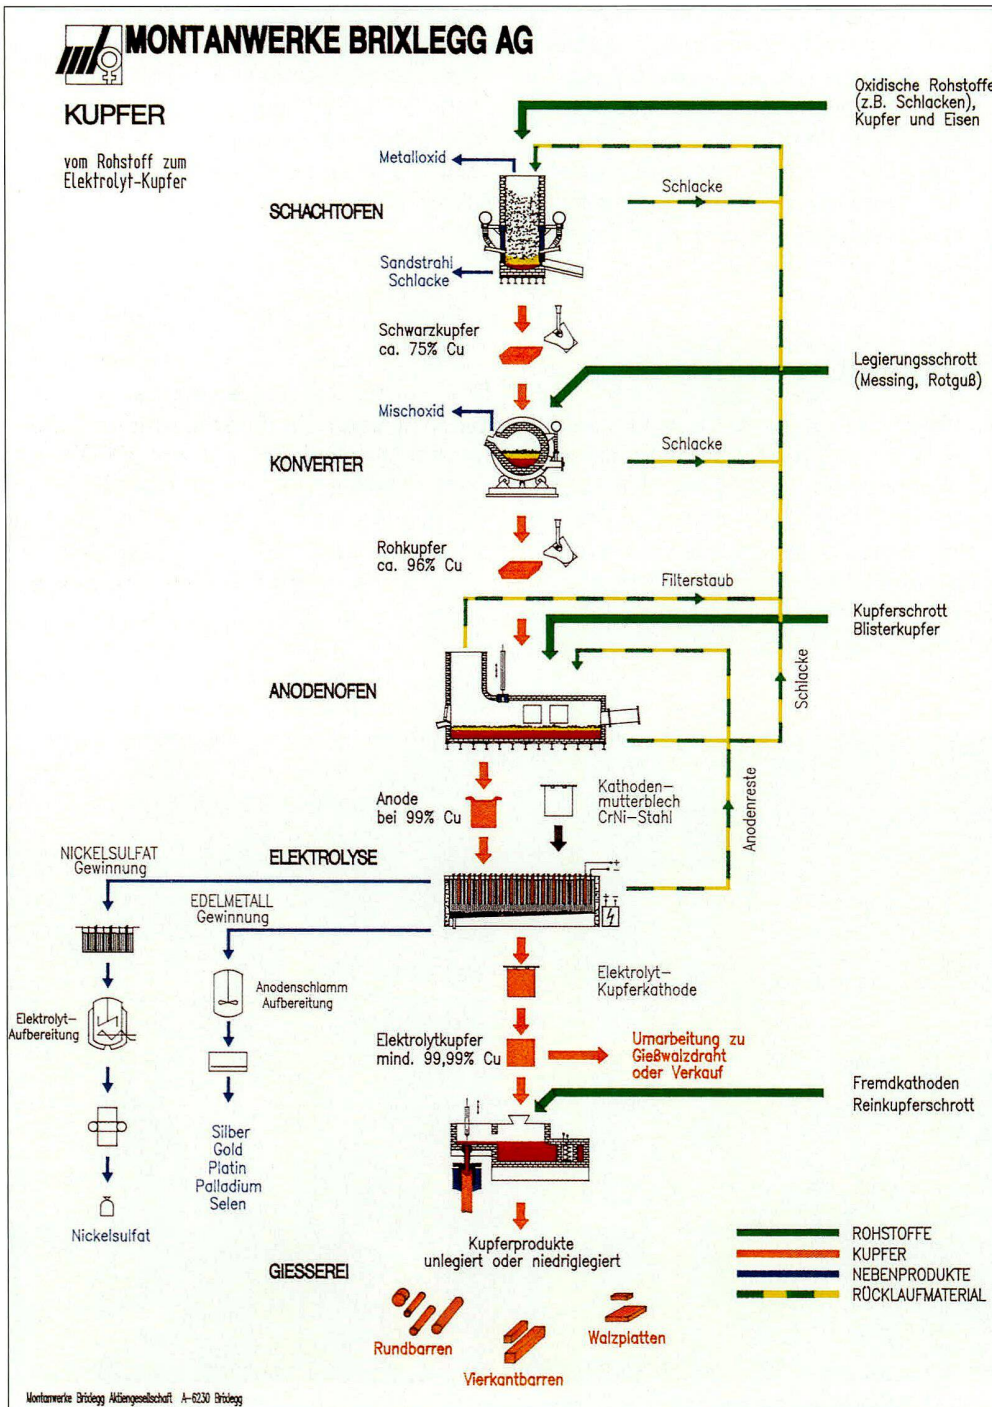 MONTANWERKE BRIXLEGG AG
KUPFER
vom Rohstoff zum
Elektrolyt-Kupfer
Oxidische Rohstoffe
(z.B. Schlacken),
Kupfer und Eisen
Metalloxid
Schlacke
SCHACHTOFEN
Sandstrahl
Schlacke
Schwarzkupfer
ca. 75% Cu
Legierungsschrott
(Messing, Rotguß)
Mischoxid
Schlacke
KONVERTER
Rohkupfer
ca. 96% Cu
Filterstaub
Kupferschrott
Blisterkupfer
Schlacke
ANODENOFEN
Anode
bei 99% Cu
Kathoden-
mutterblech
CrNi-Stahl
Anodenreste
ELEKTROLYSE
NICKELSULFAT
Gewinnung
EDELMETALL
Gewinnung
Elektrolyt-
Kupferkathode
Anodenschlamm
Aufbereitung
Elektrolyt-
Aufbereitung
Elektrolytkupfer
mind. 99,99% Cu
Umarbeitung zu
Gießwalzdraht
oder Verkauf
Fremdkathoden
Reinkupferschrott
Silber
Gold
Platin
Palladium
Selen
Nickelsulfat
Kupferprodukte
unlegiert oder niedriglegiert
GIESSEREI
ROHSTOFFE
KUPFER
NEBENPRODUKTE
RÜCKLAUFMATERIAL
Rundbarren
Vierkantbarren
Walzplatten
Montanwerke Brixlegg Aktiengesellschaft A-6230 Brixlegg